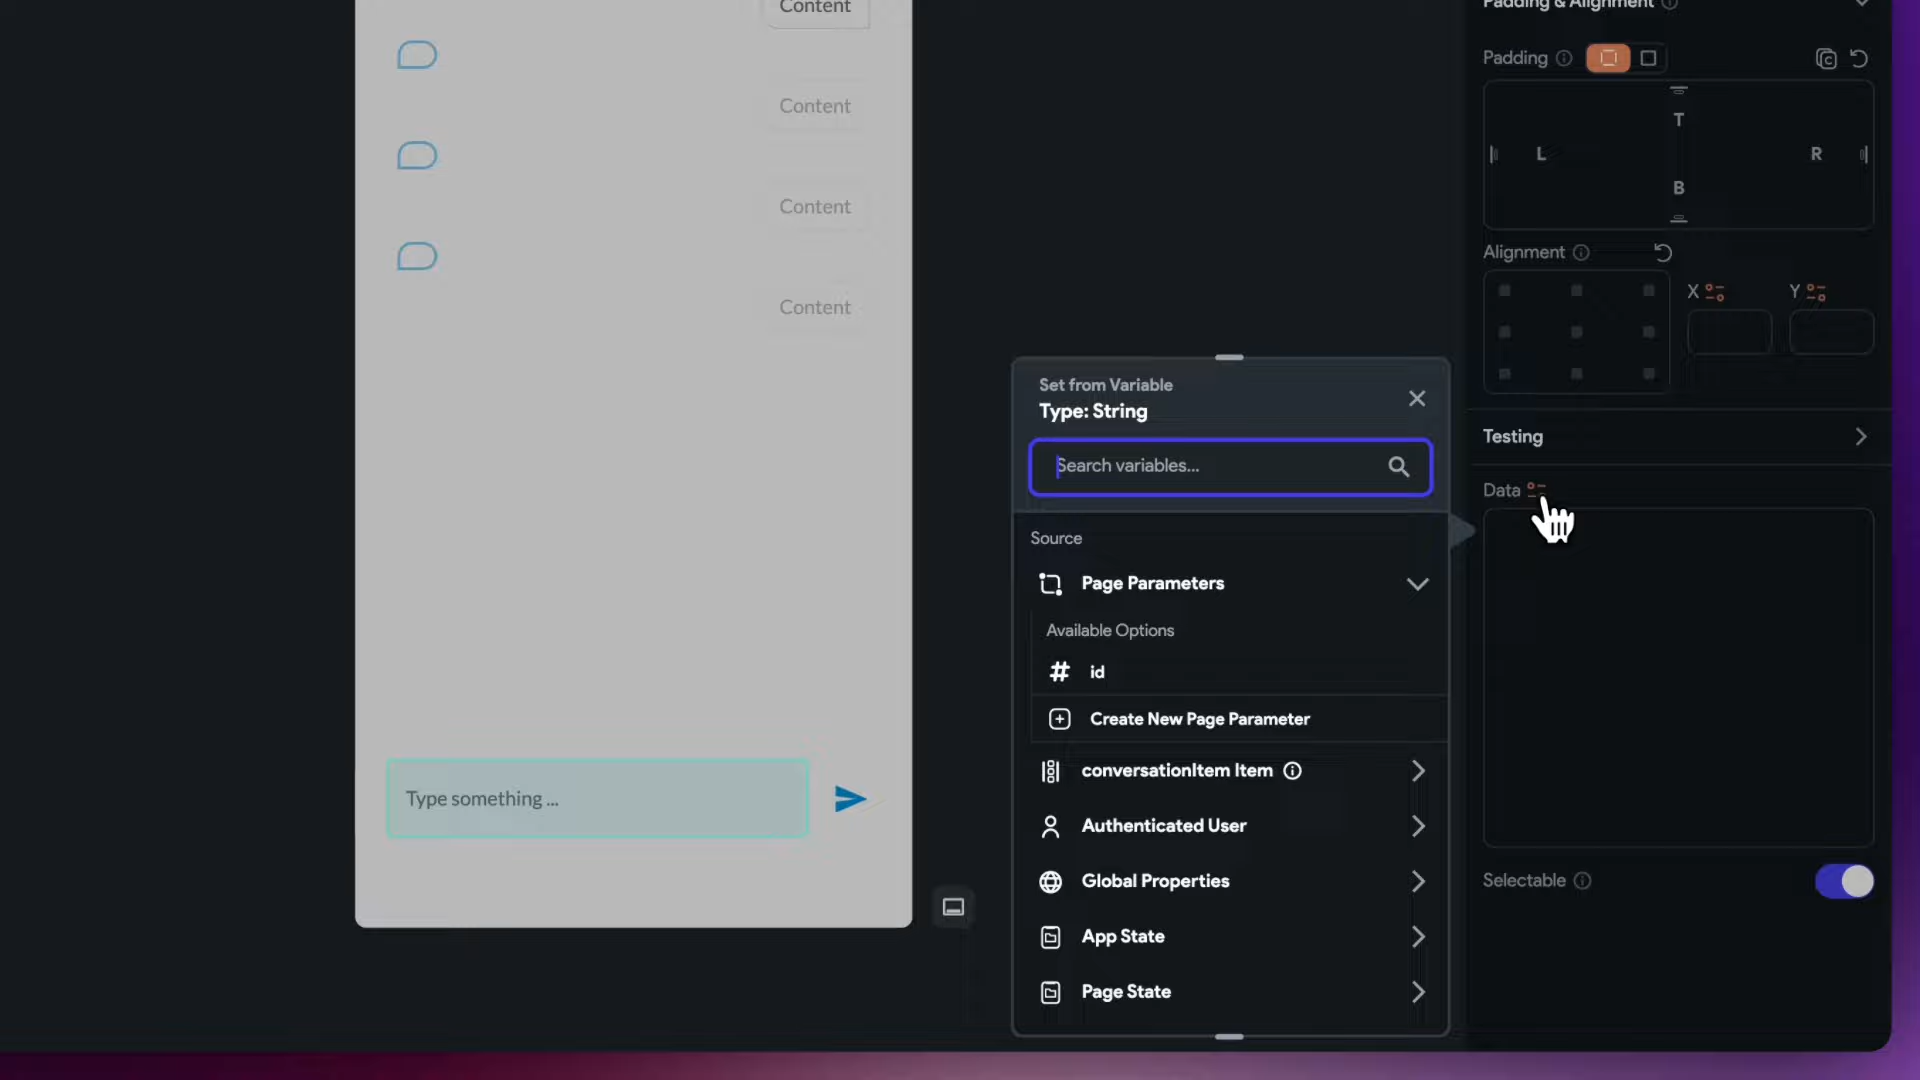 Content
Content
Content
Content
Type something ...
Padding & Alignment
Padding
T
L
R
B
Alignment
X
Y
Testing
Data
Selectable
Set from Variable
Type: String
Search variables...
Source
Page Parameters
Available Options
id
Create New Page Parameter
conversationItem Item
Authenticated User
Global Properties
App State
Page State